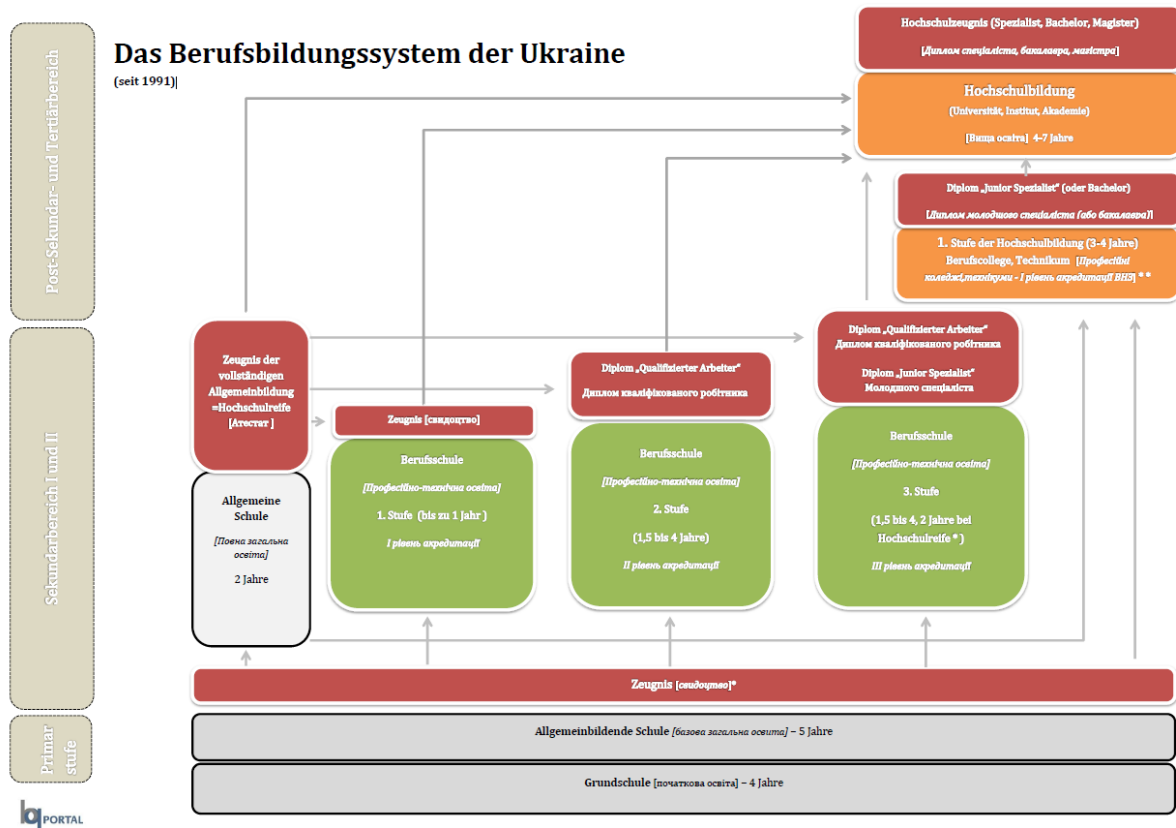 Das Berufsbildungssystem der Ukraine
(seit 1991)
Post-Sekundar- und Tertiärbereich
Sekundarbereich I und II
Primar
stufe
Hochschulzeugnis (Spezialist, Bachelor, Magister)
[Диплом спеціаліста, бакалавра, магістра]
Hochschulbildung
(Universität, Institut, Akademie)
[Вища освіта] 4-7 Jahre
Diplom „Junior Spezialist" (oder Bachelor)
[Диплом молодшого спеціаліста (або бакалавра)]
1. Stufe der Hochschulbildung (3-4 Jahre)
Berufscollege, Technikum [Професійні
коледжі,технікуми - I рівень акредитації ВНЗ] * *
Zeugnis der
vollständigen
Allgemeinbildung
=Hochschulreife
[Атестат ]
Allgemeine
Schule
[Повна загальна
освіта]
2 Jahre
Zeugnis [свидоцтво]
Berufsschule
[Професійно-технічна освіта]
1. Stufe (bis zu 1 Jahr )
I рівень акредитації
Diplom „Qualifizierter Arbeiter"
Диплом кваліфікованого робітника
Berufsschule
[Професійно-технічна освіта]
2. Stufe
(1,5 bis 4 Jahre)
II рівень акредитації
Diplom „Qualifizierter Arbeiter"
Диплом кваліфікованого робітника
Diplom „Junior Spezialist"
Молодшого спеціаліста
Berufsschule
[Професійно-технічна освіта]
3. Stufe
(1,5 bis 4, 2 Jahre bei
Hochschulreife * )
III рівень акредитації
Zeugnis [свидоцтво]*
Allgemeinbildende Schule [базова загальна освита] – 5 Jahre
Grundschule [початкова освіта] – 4 Jahre
bq PORTAL